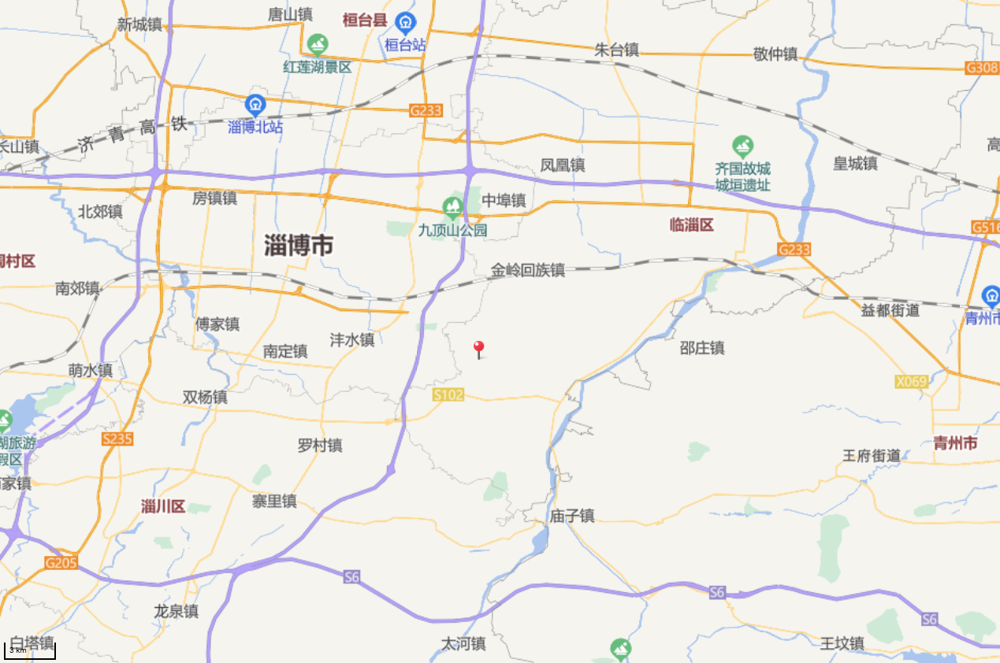 唐山镇
桓台县
新城镇
桓台站
朱台镇
敬仲镇
红莲湖景区
G308
淄博北站
G233
济青高铁
长山镇
凤凰镇
齐国故城
城垣遗址
皇城镇
高
房镇镇
中埠镇
北郊镇
九顶山公园
临淄区
G516
淄博市
G233
周村区
金岭回族镇
南郊镇
益都街道
青州市
傅家镇
沣水镇
南定镇
邵庄镇
萌水镇
X069
双杨镇
S102
S235
湖旅游
假区
罗村镇
青州市
王府街道
家镇
寨里镇
淄川区
庙子镇
G205
S6
S6
龙泉镇
S6
白塔镇
3 km
太河镇
王坟镇